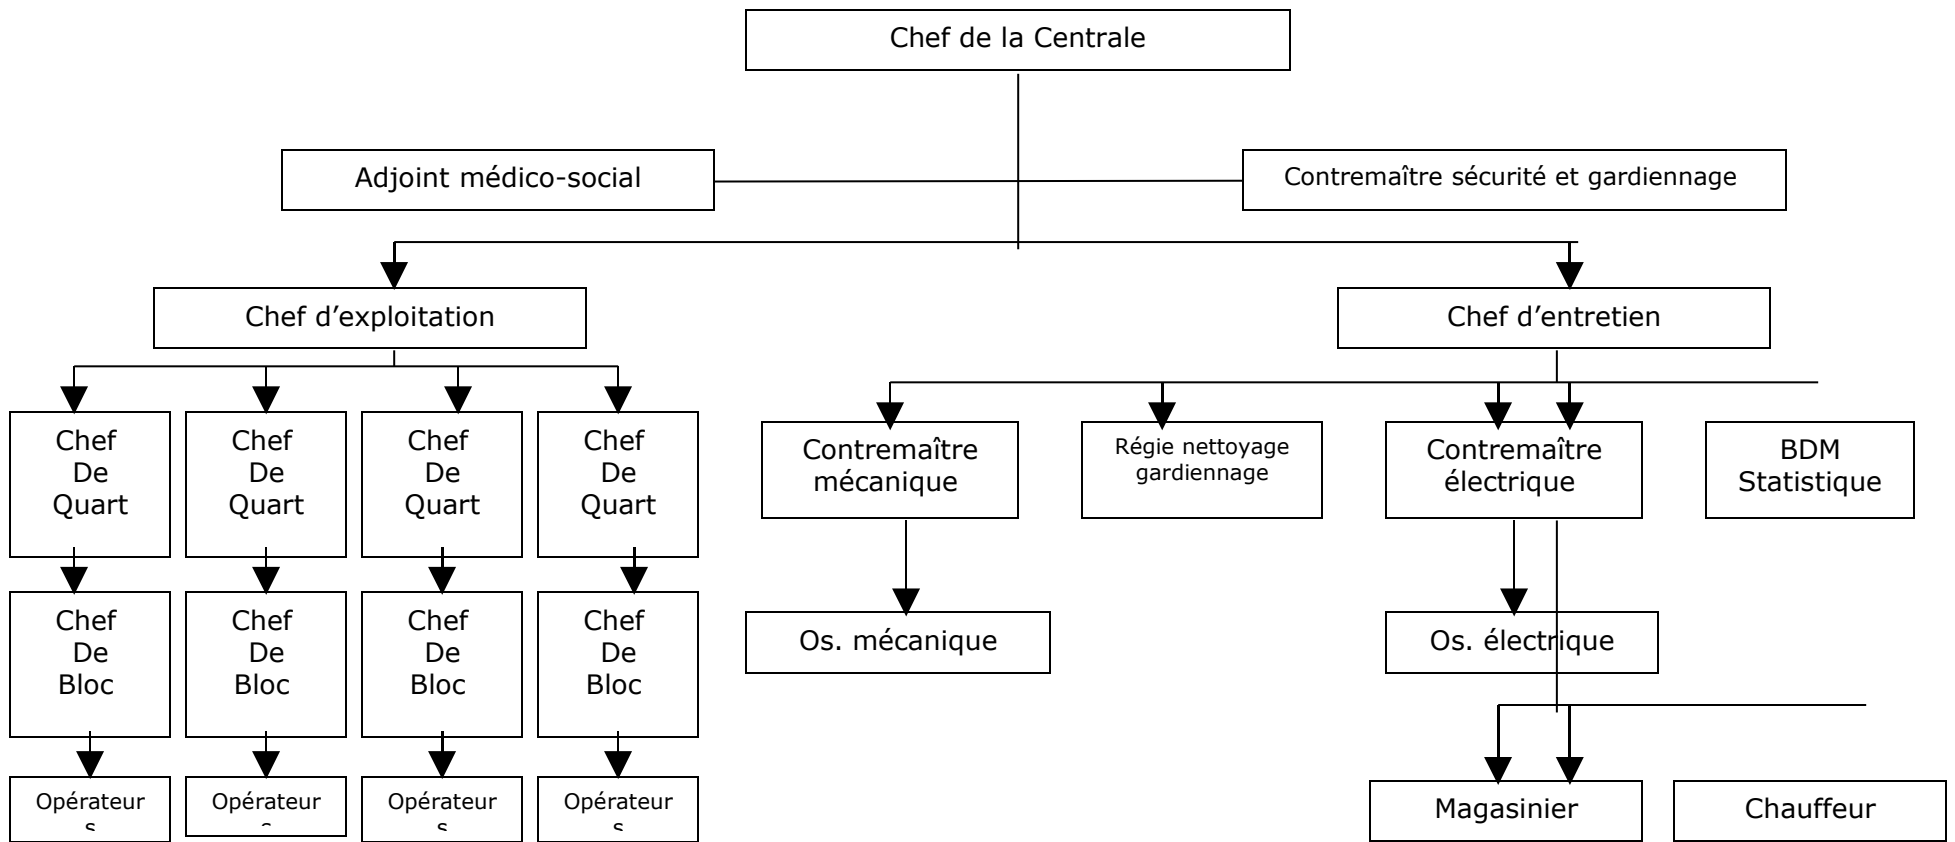 Chef de la Centrale
Adjoint médico-social
Contremaître sécurité et gardiennage
Chef d’exploitation
Chef d’entretien
Chef
De
Quart
Chef
De
Quart
Chef
De
Quart
Chef
De
Quart
Contremaître
mécanique
Régie nettoyage
gardiennage
Contremaître
électrique
BDM
Statistique
Chef
De
Bloc
Chef
De
Bloc
Chef
De
Bloc
Chef
De
Bloc
Os. mécanique
Os. électrique
Opérateur
s
Opérateur
s
Opérateur
s
Opérateur
s
Magasinier
Chauffeur